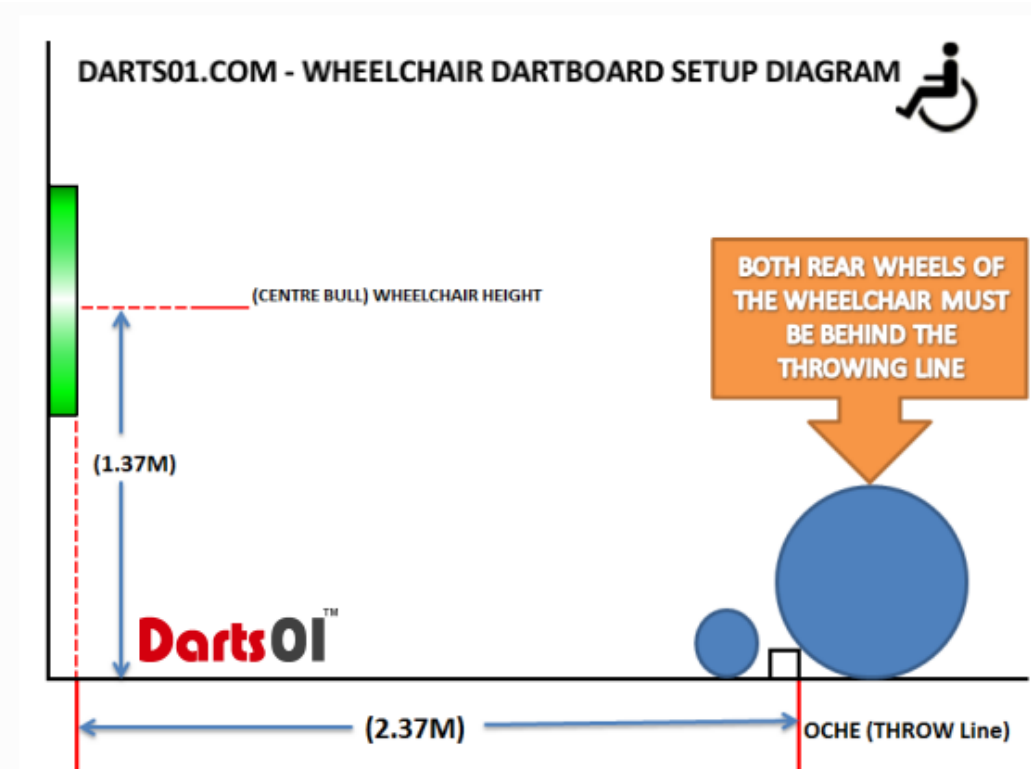 DARTS01.COM - WHEELCHAIR DARTBOARD SETUP DIAGRAM
BOTH REAR WHEELS OF
THE WHEELCHAIR MUST
BE BEHIND THE
THROWING LINE
(CENTRE BULL) WHEELCHAIR HEIGHT
(1.37M)
Darts01™
(2.37M)
OCHE (THROW Line)